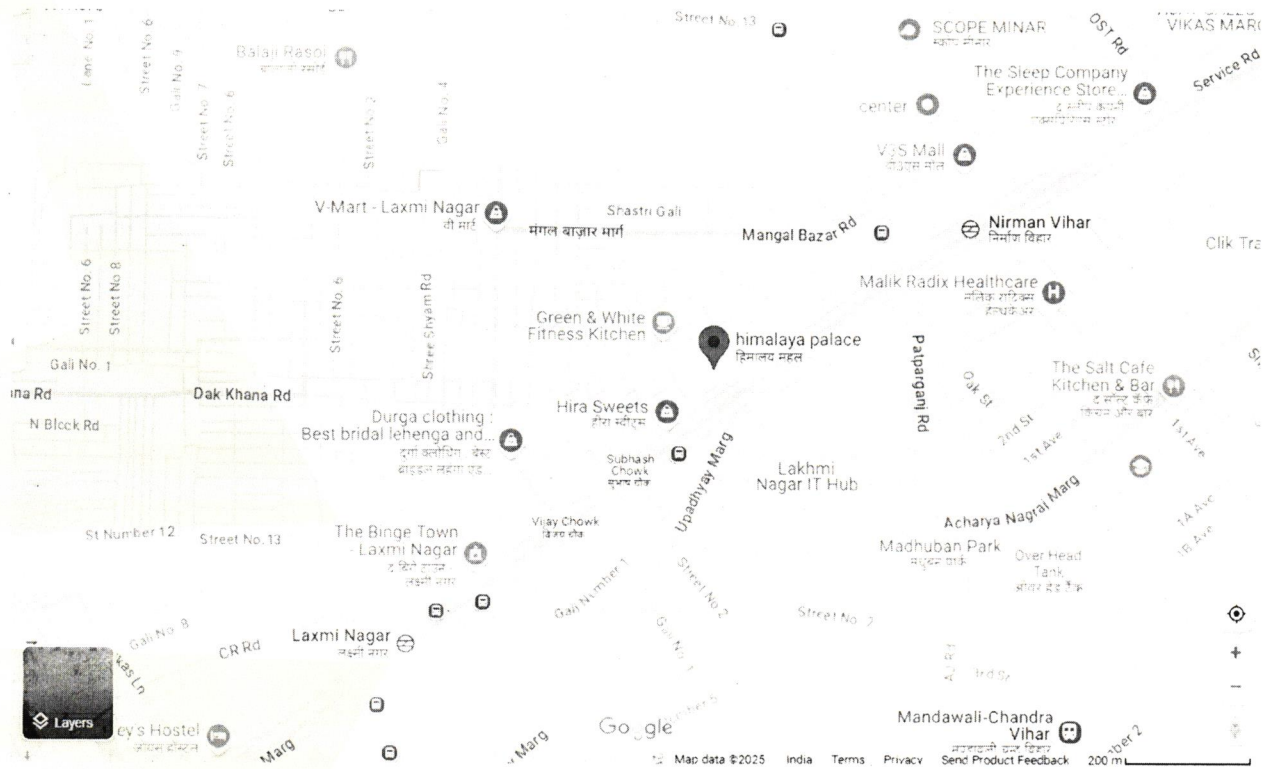 Street No. 13
SCOPE MINAR
स्कोप मीनार
OST Rd
VIKAS MARG
Service Rd
Lane No. 1
Street No. 6
Gali No. 9
Street No. 7
Street No. 6
Balaji Rasoi
Street No. 2
Gali No. 4
The Sleep Company
Experience Store...
center
V3S Mall
V-Mart - Laxmi Nagar
वी मार्ट
Shastri Gali
मंगल बाज़ार मार्ग
Mangal Bazar Rd
Nirman Vihar
निर्माण विहार
Clik Tra
Street No. 6
Street No. 8
Street No. 6
Shree Shyam Rd
Malik Radix Healthcare
Green & White
Fitness Kitchen
himalaya palace
हिमालय महल
Patparganj Rd
Oak St
The Salt Cafe
Kitchen & Bar
Gali No. 1
na Rd
Dak Khana Rd
N Block Rd
Durga clothing :
Best bridal lehenga and...
Hira Sweets
हीरा स्वीट्स
2nd St
1st Ave
1st Ave
Subhash
Chowk
सुभाष चौक
Upadhyay Marg
Lakhmi
Nagar IT Hub
Acharya Nagraj Marg
1A Ave
1B Ave
St Number 12
Street No. 13
The Binge Town
- Laxmi Nagar
लक्ष्मी नगर
Vijay Chowk
विजय चौक
Madhuban Park
मधुबन पार्क
Over Head
Tank
ओवर हेड टैंक
Gali Number 1
Street No. 2
Street No. 2
Gali No. 1
Gali No. 8
CR Rd
Laxmi Nagar
लक्ष्मी नगर
kas Ln
3rd St
Layers
ey's Hostel
Marg
Marg
Google
Mandawali-Chandra
Vihar
Map data ©2025 India Terms Privacy Send Product Feedback 200 m